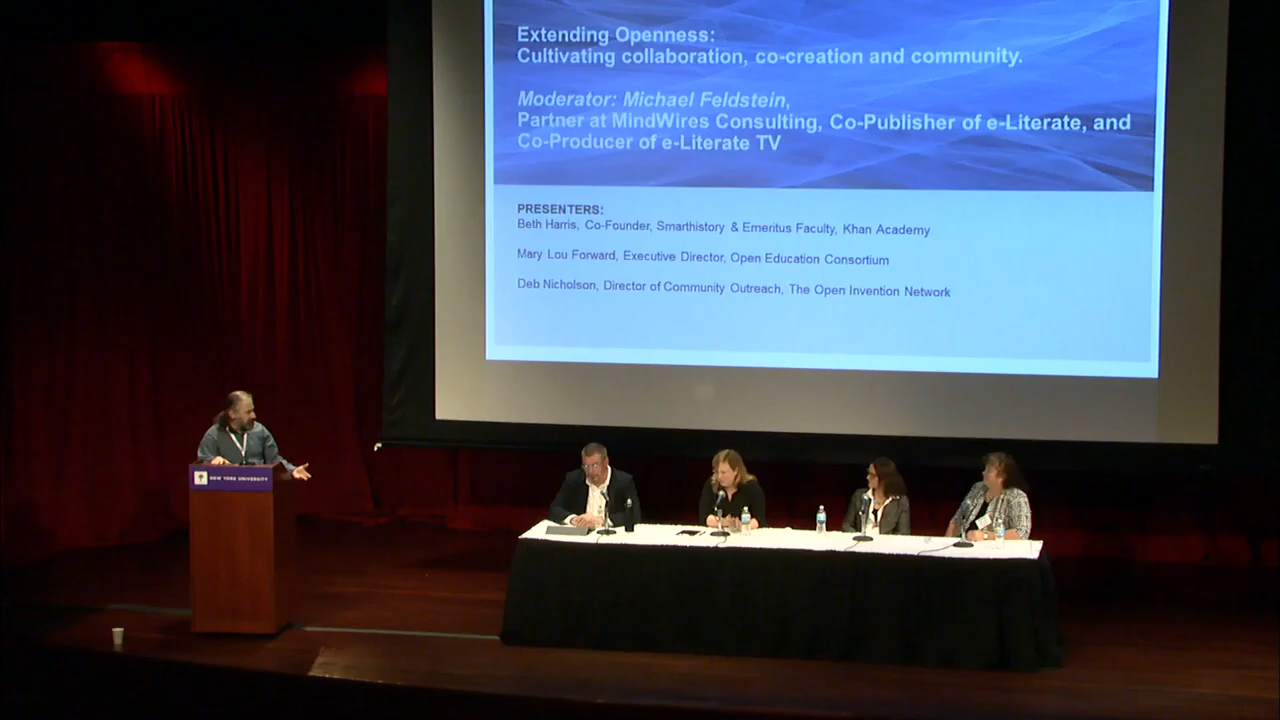 Extending Openness:
Cultivating collaboration, co-creation and community.
Moderator: Michael Feldstein,
Partner at MindWires Consulting, Co-Publisher of e-Literate, and
Co-Producer of e-Literate TV
PRESENTERS:
Beth Harris, Co-Founder, Smarthistory & Emeritus Faculty, Khan Academy
Mary Lou Forward, Executive Director, Open Education Consortium
Deb Nicholson, Director of Community Outreach, The Open Invention Network
NEW YORK UNIVERSITY